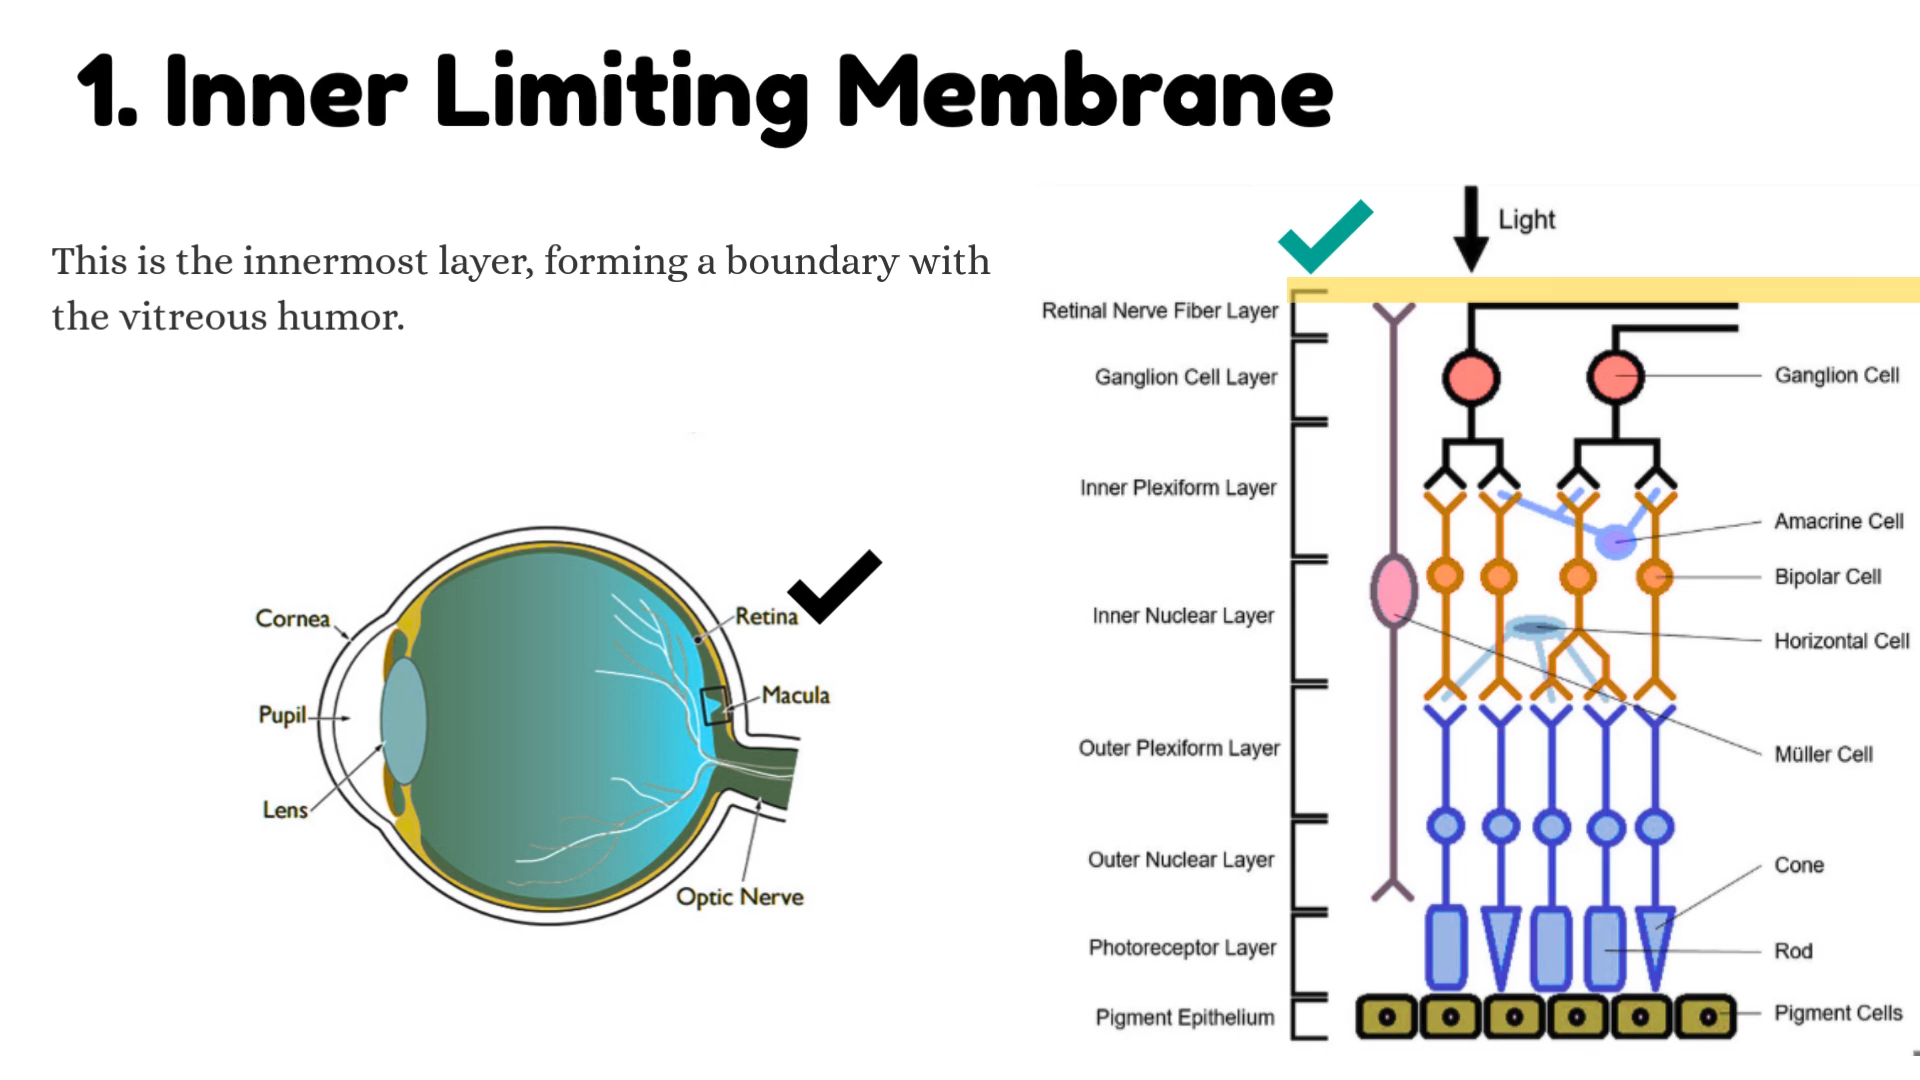 1. Inner Limiting Membrane
This is the innermost layer, forming a boundary with
the vitreous humor.
Cornea
Pupil
Lens
Retina
Macula
Optic Nerve
Light
Retinal Nerve Fiber Layer
Ganglion Cell Layer
Inner Plexiform Layer
Inner Nuclear Layer
Outer Plexiform Layer
Outer Nuclear Layer
Photoreceptor Layer
Pigment Epithelium
Ganglion Cell
Amacrine Cell
Bipolar Cell
Horizontal Cell
Müller Cell
Cone
Rod
Pigment Cells